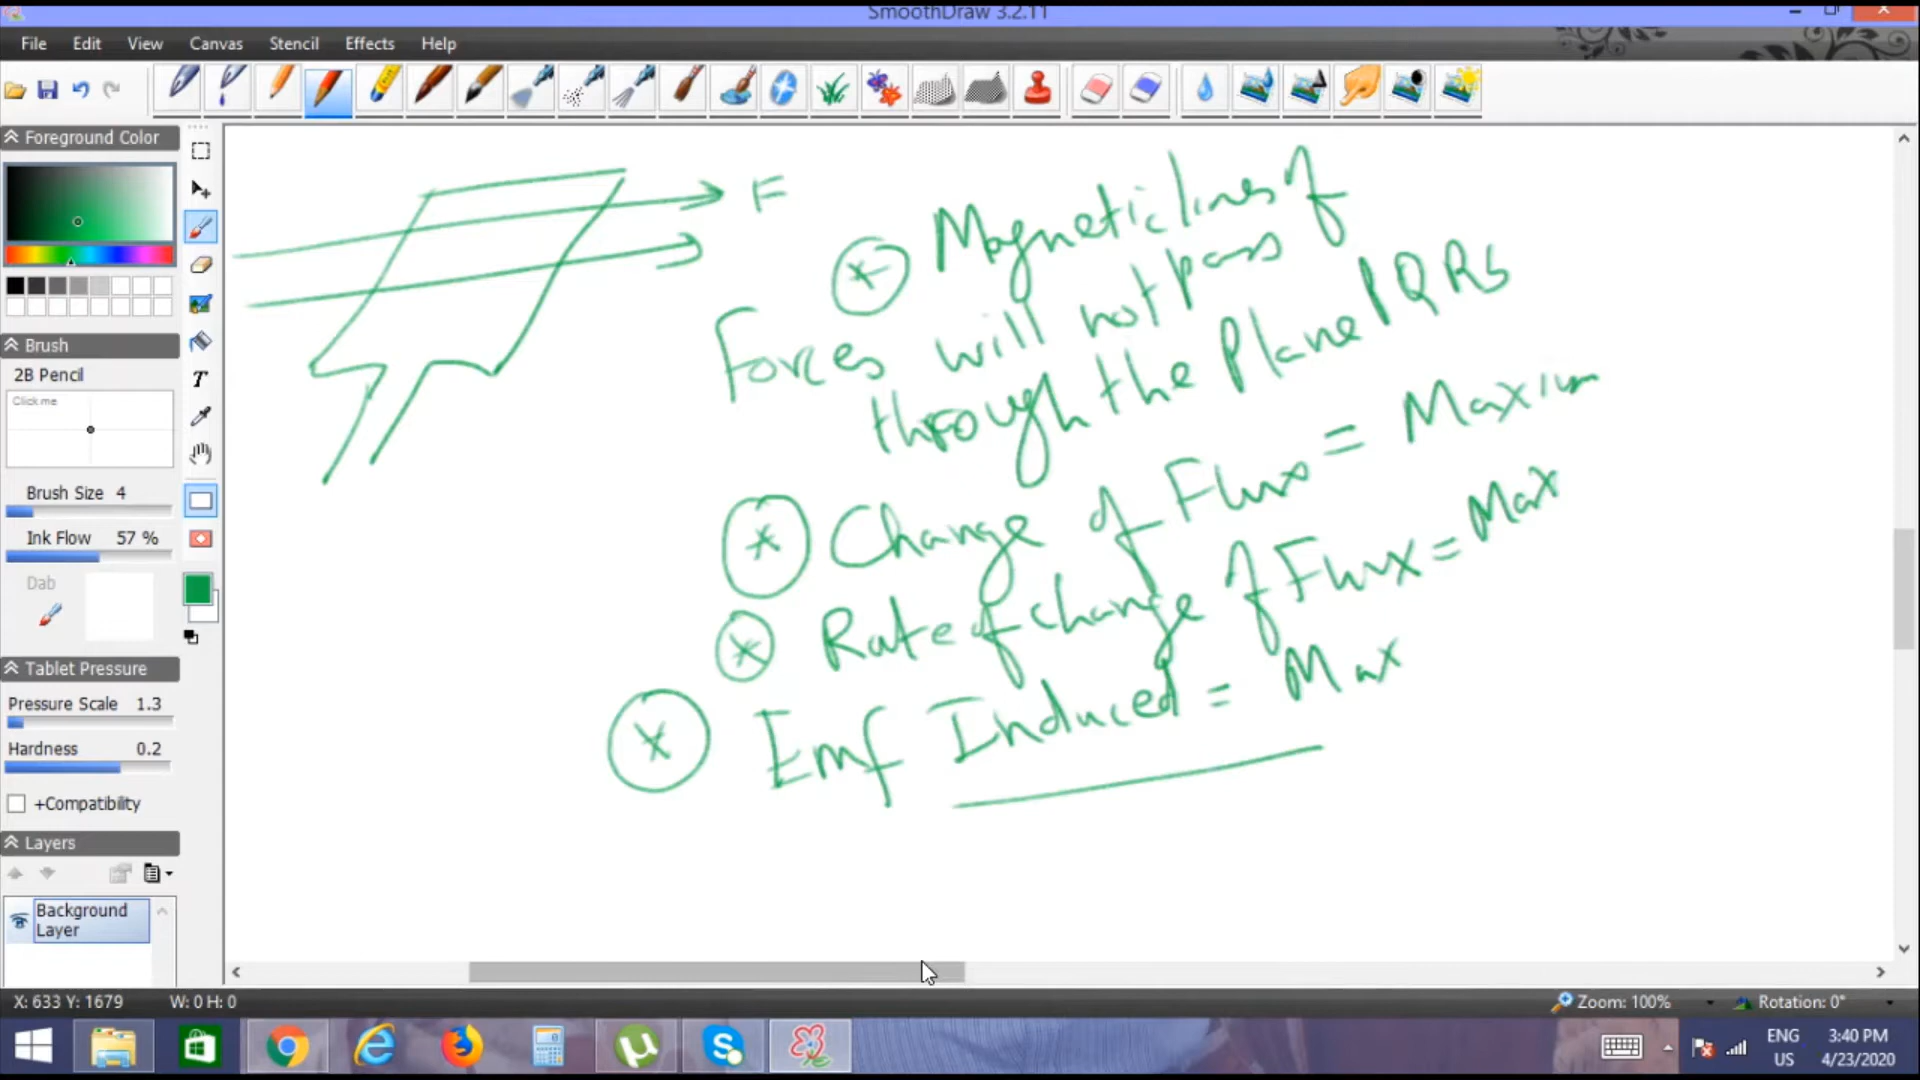 SmoothDraw 3.2.11
File Edit View Canvas Stencil Effects Help
Foreground Color
Brush
2B Pencil
Click me
Brush Size 4
Ink Flow 57 %
Dab
Tablet Pressure
Pressure Scale 1.3
Hardness 0.2
+Compatibility
Layers
Background
Layer
F
Magnetic lines of
Forces will not pass
through the Plane PQRS
Change of Flux = Maxium
Rate of change of Flux = Max
Emf Induced = Max
X: 633 Y: 1679 W: 0 H: 0 Zoom: 100% Rotation: 0°
ENG 3:40 PM
US 4/23/2020